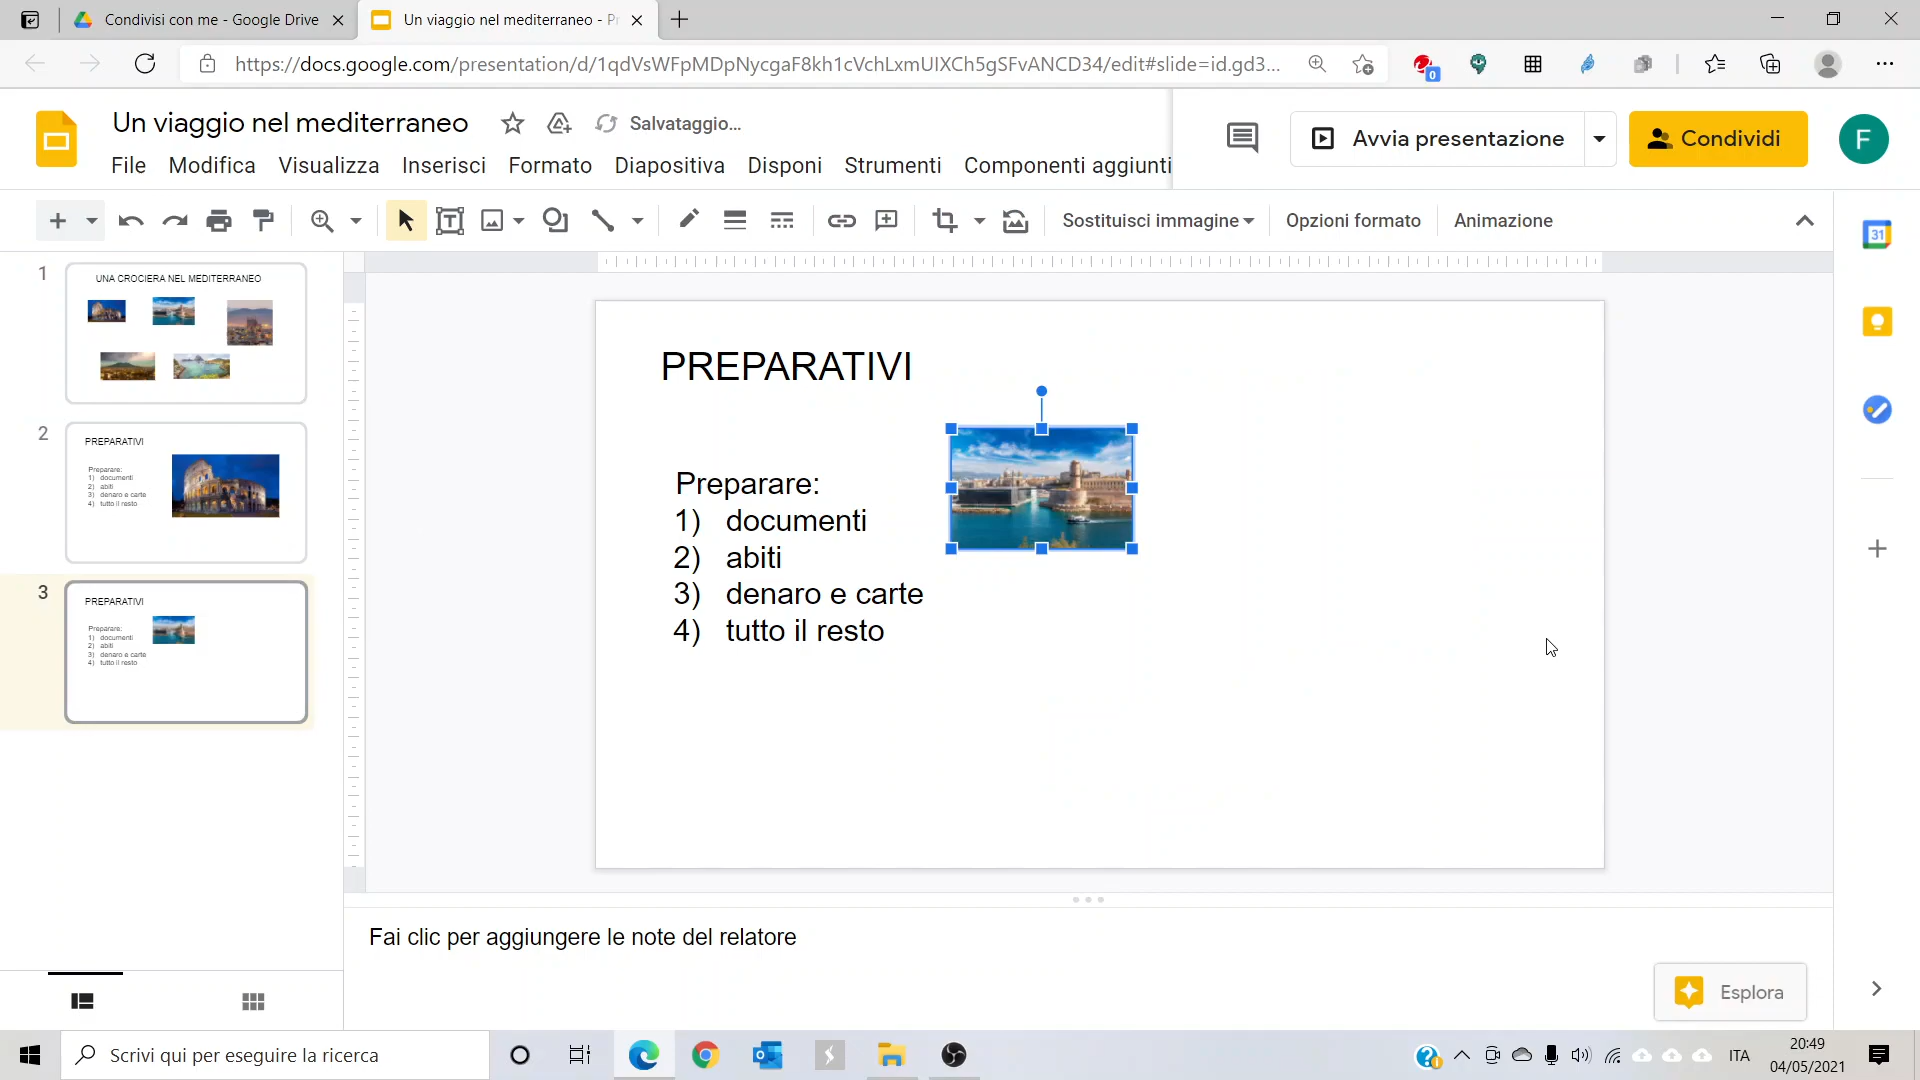 Condivisi con me - Google Drive
Un viaggio nel mediterraneo - Pr
https://docs.google.com/presentation/d/1qdVsWFpMDpNycgaF8kh1cVchLxmUIXCh5gSFvANCD34/edit#slide=id.gd3...
0
Un viaggio nel mediterraneo
Salvataggio...
File Modifica Visualizza Inserisci Formato Diapositiva Disponi Strumenti Componenti aggiunti
Avvia presentazione
Condividi
F
Sostituisci immagine
Opzioni formato
Animazione
31
1
UNA CROCIERA NEL MEDITERRANEO
2
PREPARATIVI
Preparare:
1) documenti
2) abiti
3) denaro e carte
4) tutto il resto
3
PREPARATIVI
Preparare:
1) documenti
2) abiti
3) denaro e carte
4) tutto il resto
PREPARATIVI
Preparare:
1) documenti
2) abiti
3) denaro e carte
4) tutto il resto
Fai clic per aggiungere le note del relatore
Esplora
Scrivi qui per eseguire la ricerca
ITA
20:49
04/05/2021